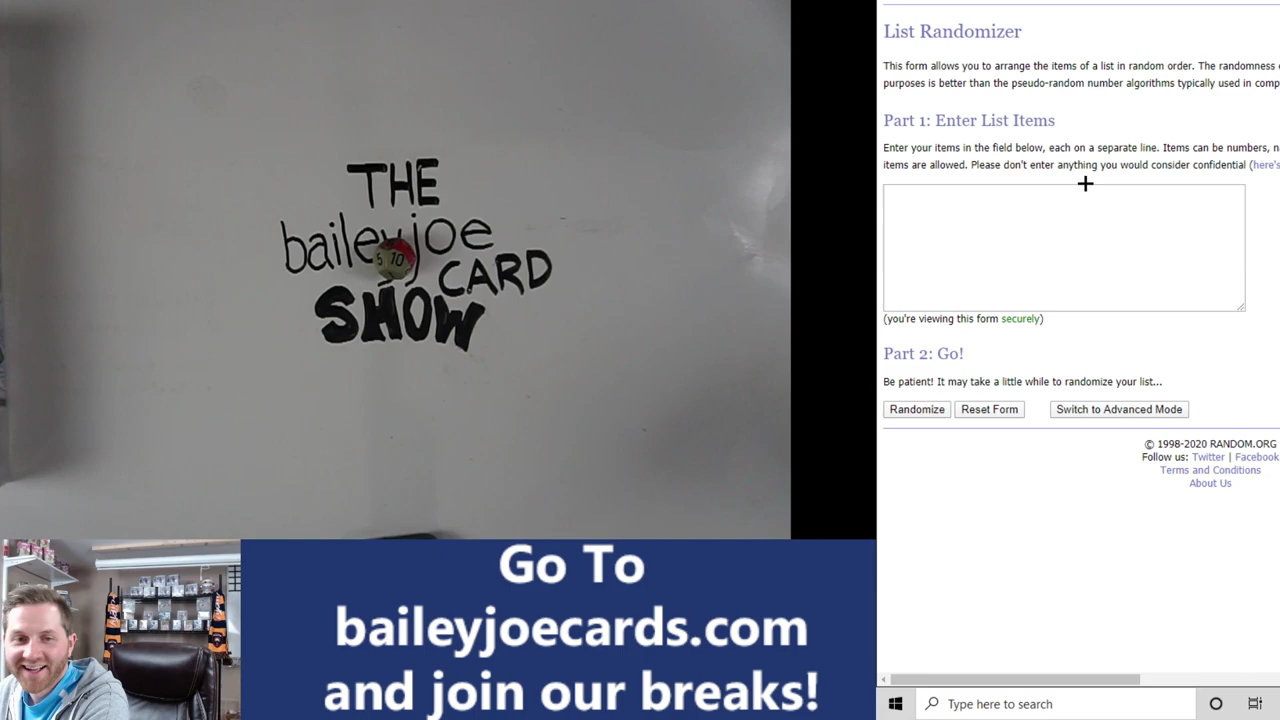 THE
baileyjoe
CARD
SHOW
5 10
Go To
baileyjoecards.com
and join our breaks!
List Randomizer
This form allows you to arrange the items of a list in random order. The randomness
purposes is better than the pseudo-random number algorithms typically used in comp
Part 1: Enter List Items
Enter your items in the field below, each on a separate line. Items can be numbers, n
items are allowed. Please don't enter anything you would consider confidential (here's
(you're viewing this form securely)
Part 2: Go!
Be patient! It may take a little while to randomize your list...
Randomize Reset Form Switch to Advanced Mode
© 1998-2020 RANDOM.ORG
Follow us: Twitter | Facebook
Terms and Conditions
About Us
Type here to search